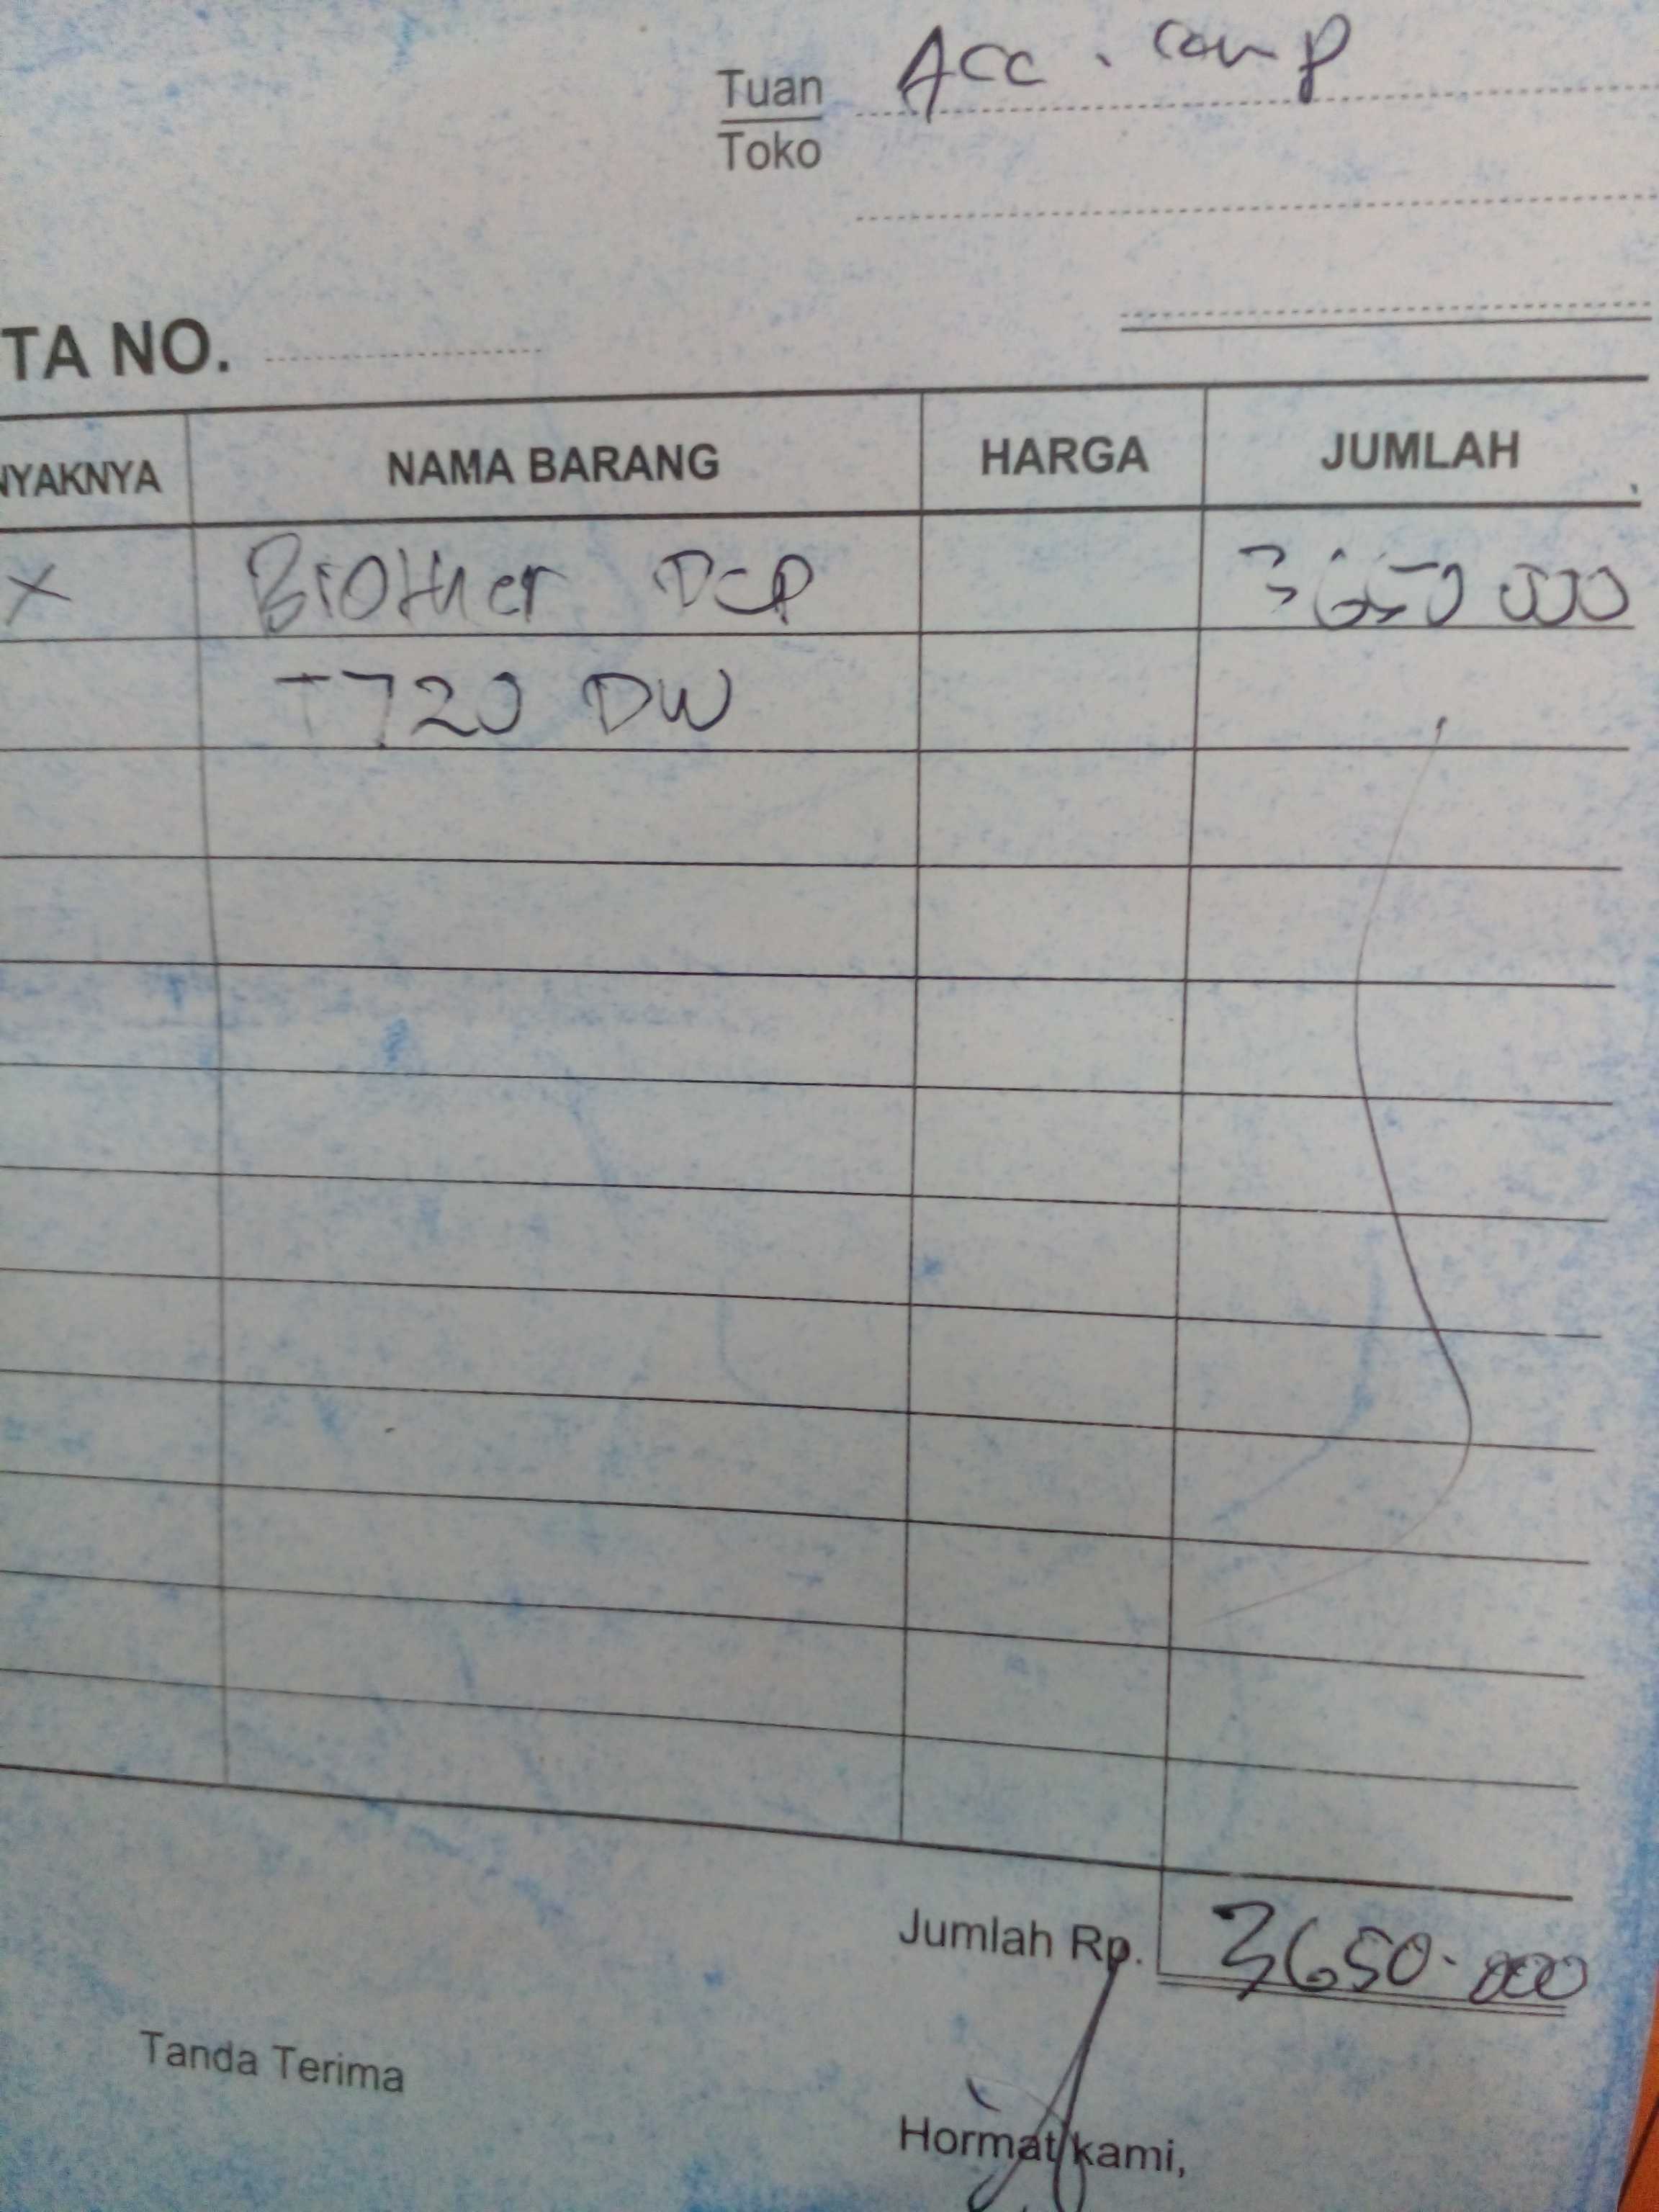 Tuan Acc. comp
Toko
TA NO.
NYAKNYA NAMA BARANG HARGA JUMLAH
X Brother DCP 3650 000
T720 DW
Jumlah Rp. 3650.000
Tanda Terima
Hormat kami,